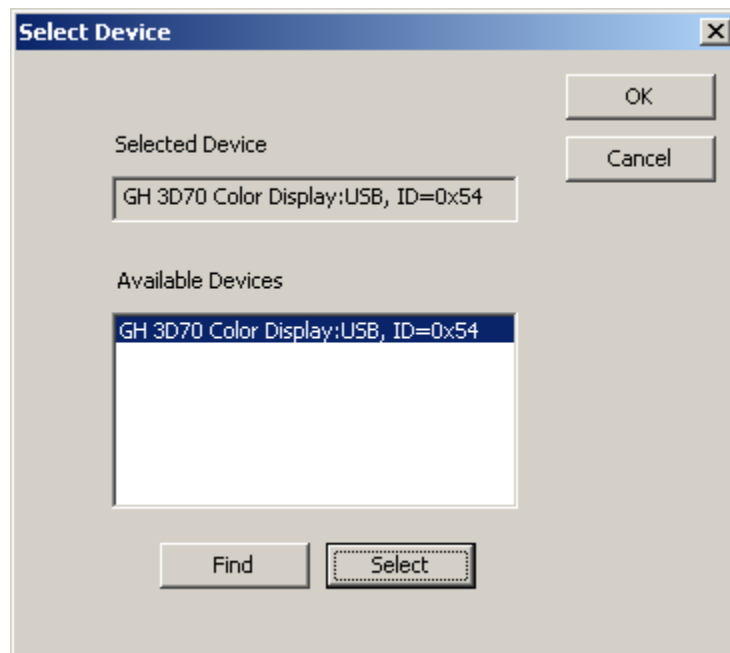 Select Device
OK
Selected Device
Cancel
GH 3D70 Color Display:USB, ID=0x54
Available Devices
GH 3D70 Color Display:USB, ID=0x54
Find
Select